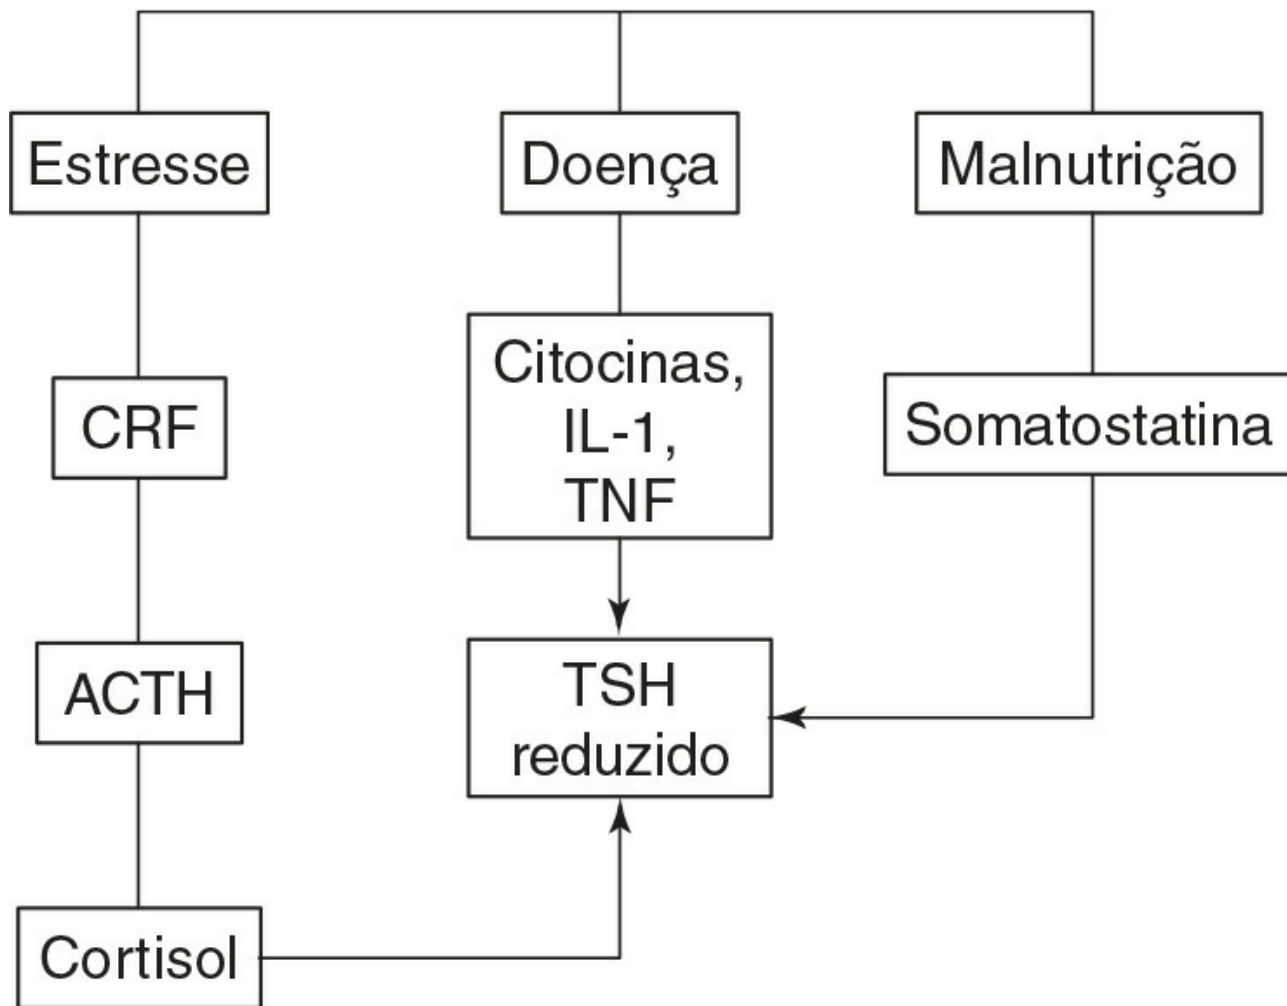 Estresse
Doença
Malnutrição
CRF
Citocinas,
IL-1,
TNF
Somatostatina
ACTH
TSH
reduzido
Cortisol